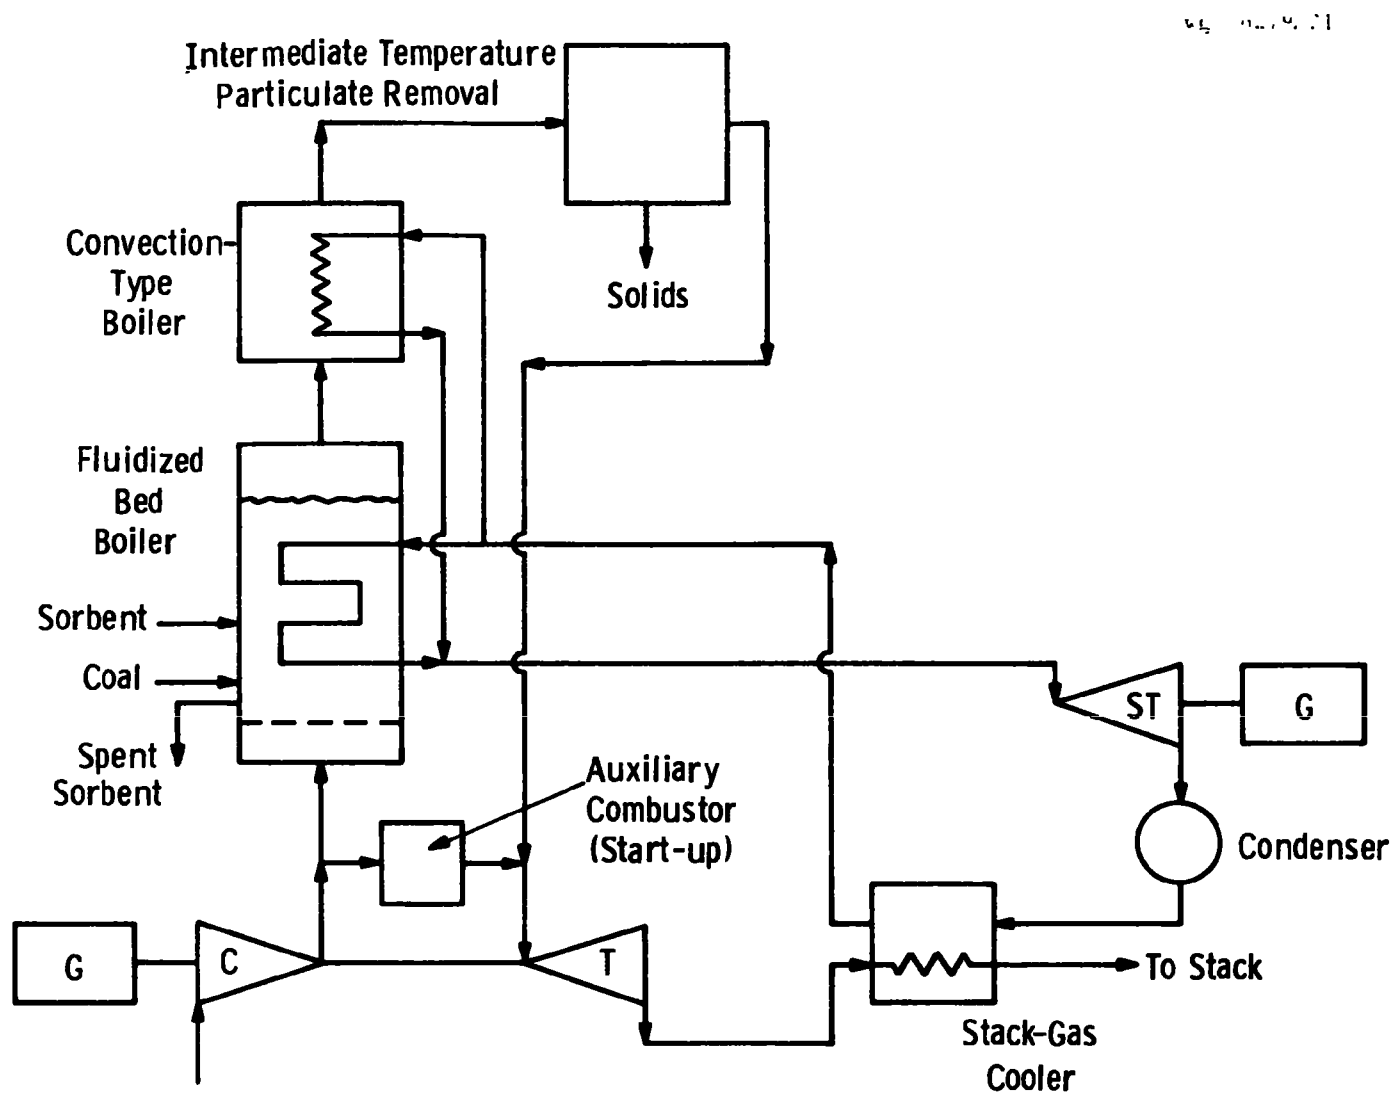 Intermediate Temperature
Particulate Removal
Solids
Convection
Type
Boiler
Fluidized
Bed
Boiler
Sorbent
Coal
Spent
Sorbent
Auxiliary
Combustor
(Start-up)
ST
G
Condenser
G
C
T
To Stack
Stack-Gas
Cooler